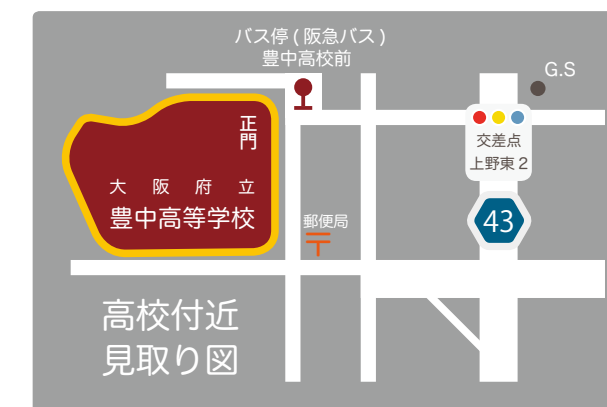 バス停 ( 阪急バス )
豊中高校前
G.S
正門
交差点
上野東 2
大阪府立
豊中高等学校
43
郵便局
〒
高校付近
見取り図